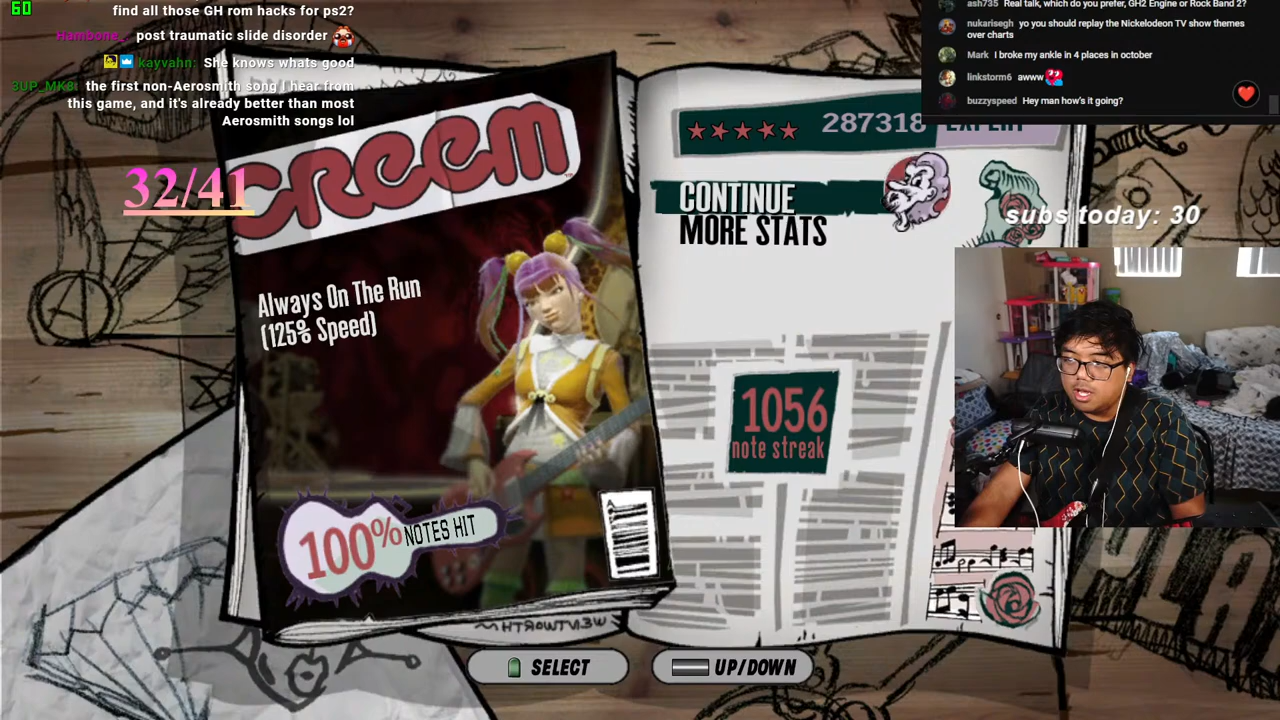 60
find all those GH rom hacks for ps2?
Hambone_: post traumatic slide disorder
kayvahn: She knows whats good
3UP_MK8: the first non-Aerosmith song I hear from
this game, and it's already better than most
Aerosmith songs lol
ash735 Real talk, which do you prefer, GH2 Engine or Rock Band 2?
nukarisegh yo you should replay the Nickelodeon TV show themes
over charts
Mark I broke my ankle in 4 places in october
linkstorm6 awww
buzzyspeed Hey man how's it going?
32/41
CREEM
Always On The Run
(125% Speed)
100% NOTES HIT
287318 EXPERT
CONTINUE
MORE STATS
subs today: 30
1056
note streak
SELECT
UP/DOWN